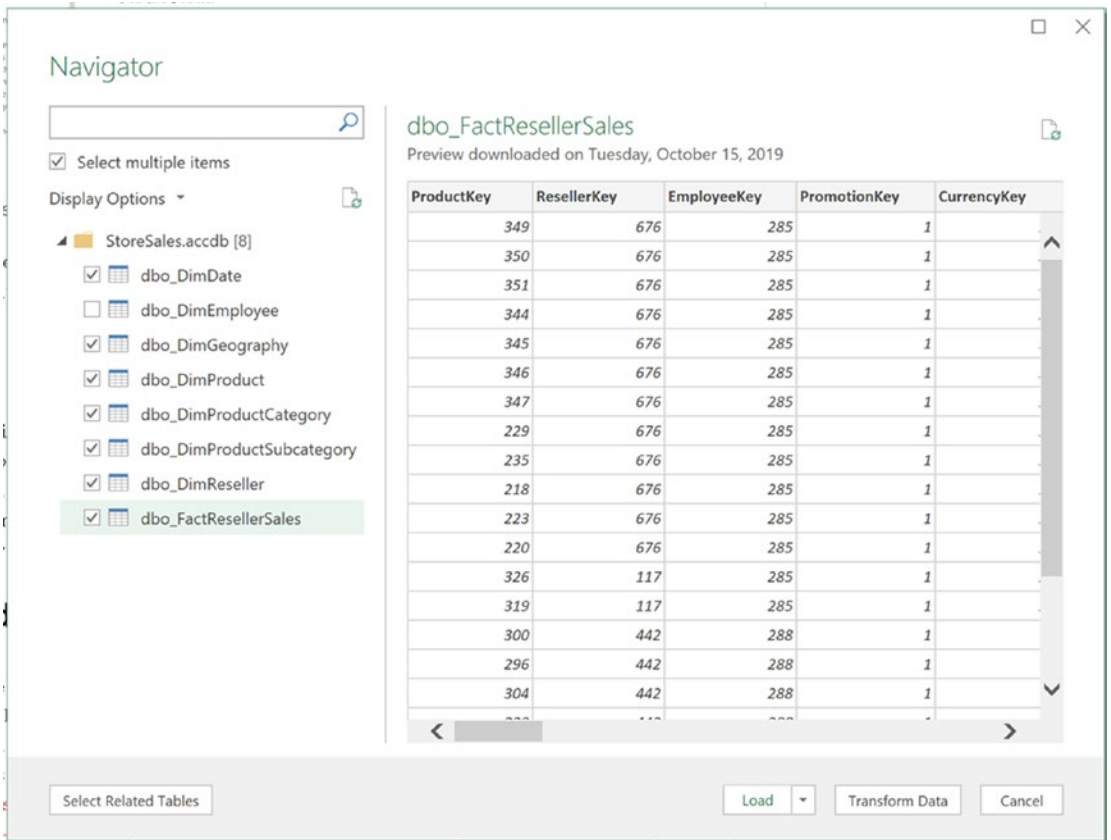 Navigator
Select multiple items
Display Options
StoreSales.accdb [8]
dbo_DimDate
dbo_DimEmployee
dbo_DimGeography
dbo_DimProduct
dbo_DimProductCategory
dbo_DimProductSubcategory
dbo_DimReseller
dbo_FactResellerSales
dbo_FactResellerSales
Preview downloaded on Tuesday, October 15, 2019
ProductKey ResellerKey EmployeeKey PromotionKey CurrencyKey
349 676 285 1
350 676 285 1
351 676 285 1
344 676 285 1
345 676 285 1
346 676 285 1
347 676 285 1
229 676 285 1
235 676 285 1
218 676 285 1
223 676 285 1
220 676 285 1
326 117 285 1
319 117 285 1
300 442 288 1
296 442 288 1
304 442 288 1
Select Related Tables Load Transform Data Cancel